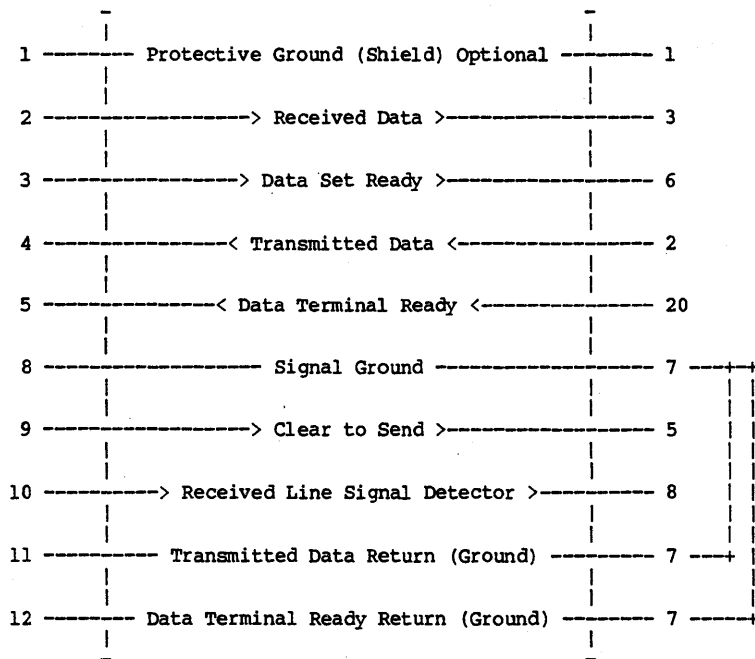 1 Protective Ground (Shield) Optional 1
2 > Received Data > 3
3 > Data Set Ready > 6
4 < Transmitted Data < 2
5 < Data Terminal Ready < 20
8 Signal Ground 7
9 > Clear to Send > 5
10 > Received Line Signal Detector > 8
11 Transmitted Data Return (Ground) 7
12 Data Terminal Ready Return (Ground) 7